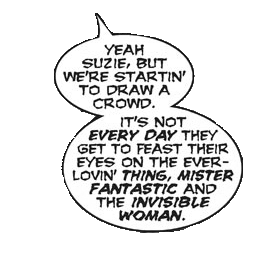 YEAH
SUZIE, BUT
WE'RE STARTIN'
TO DRAW A
CROWD.
IT'S NOT
EVERY DAY THEY
GET TO FEAST THEIR
EYES ON THE EVER-
LOVIN' THING, MISTER
FANTASTIC AND
THE INVISIBLE
WOMAN.